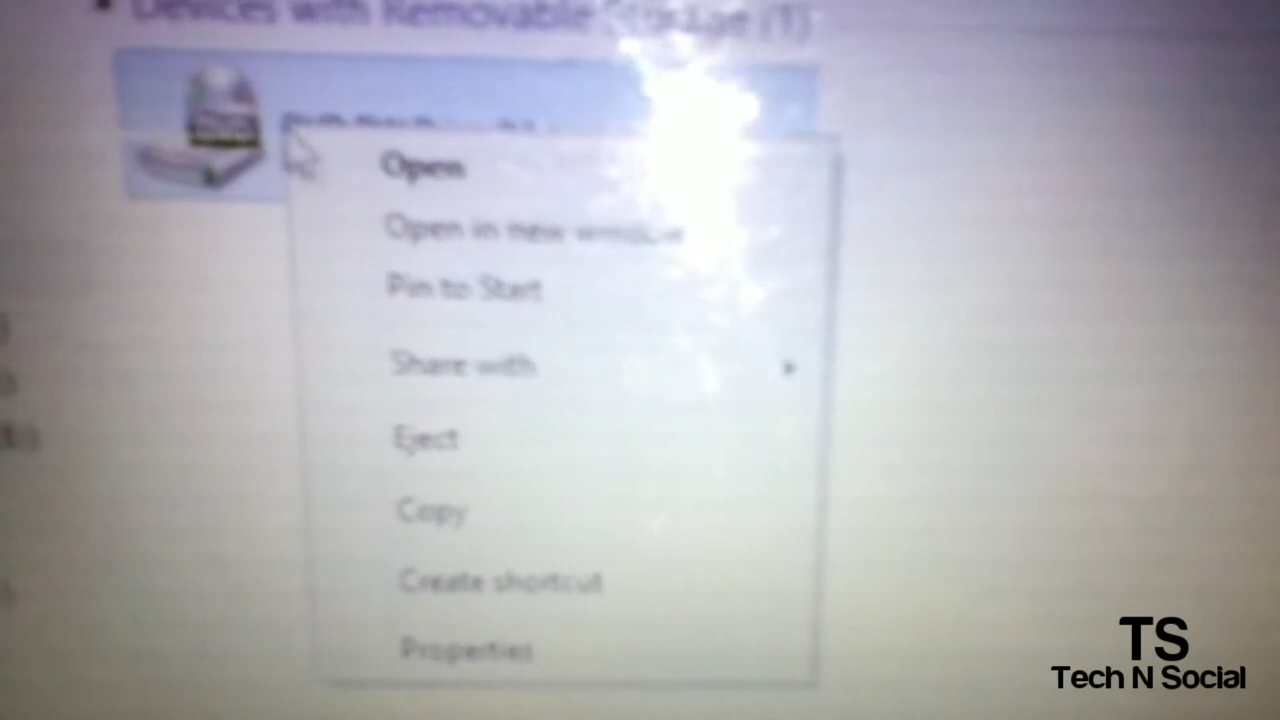 Devices with Removable Storage (1)
Open
Open in new window
Pin to Start
Share with
Eject
Copy
Create shortcut
Properties
TS
Tech N Social